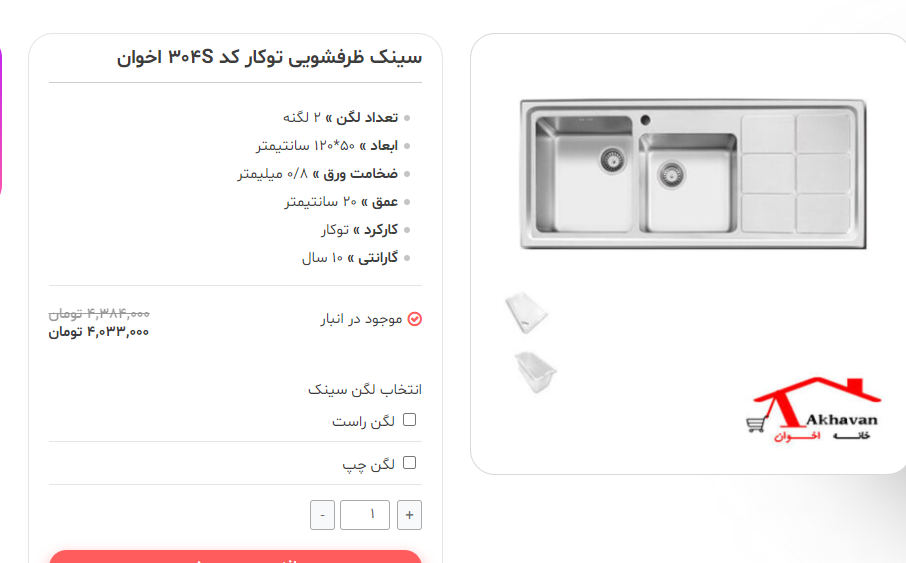 سینک ظرفشویی توکار کد ۳۰۴S اخوان
تعداد لگن » ۲ لگنه
ابعاد » ۵۰*۱۲۰ سانتیمتر
ضخامت ورق » ۰/۸ میلیمتر
عمق » ۲۰ سانتیمتر
کارکرد » توکار
گارانتی » ۱۰ سال
موجود در انبار
۴,۳۸۴,۰۰۰ تومان
۴,۰۳۳,۰۰۰ تومان
انتخاب لگن سینک
لگن راست
لگن چپ
+ ۱ -
Akhavan
خانه اخوان